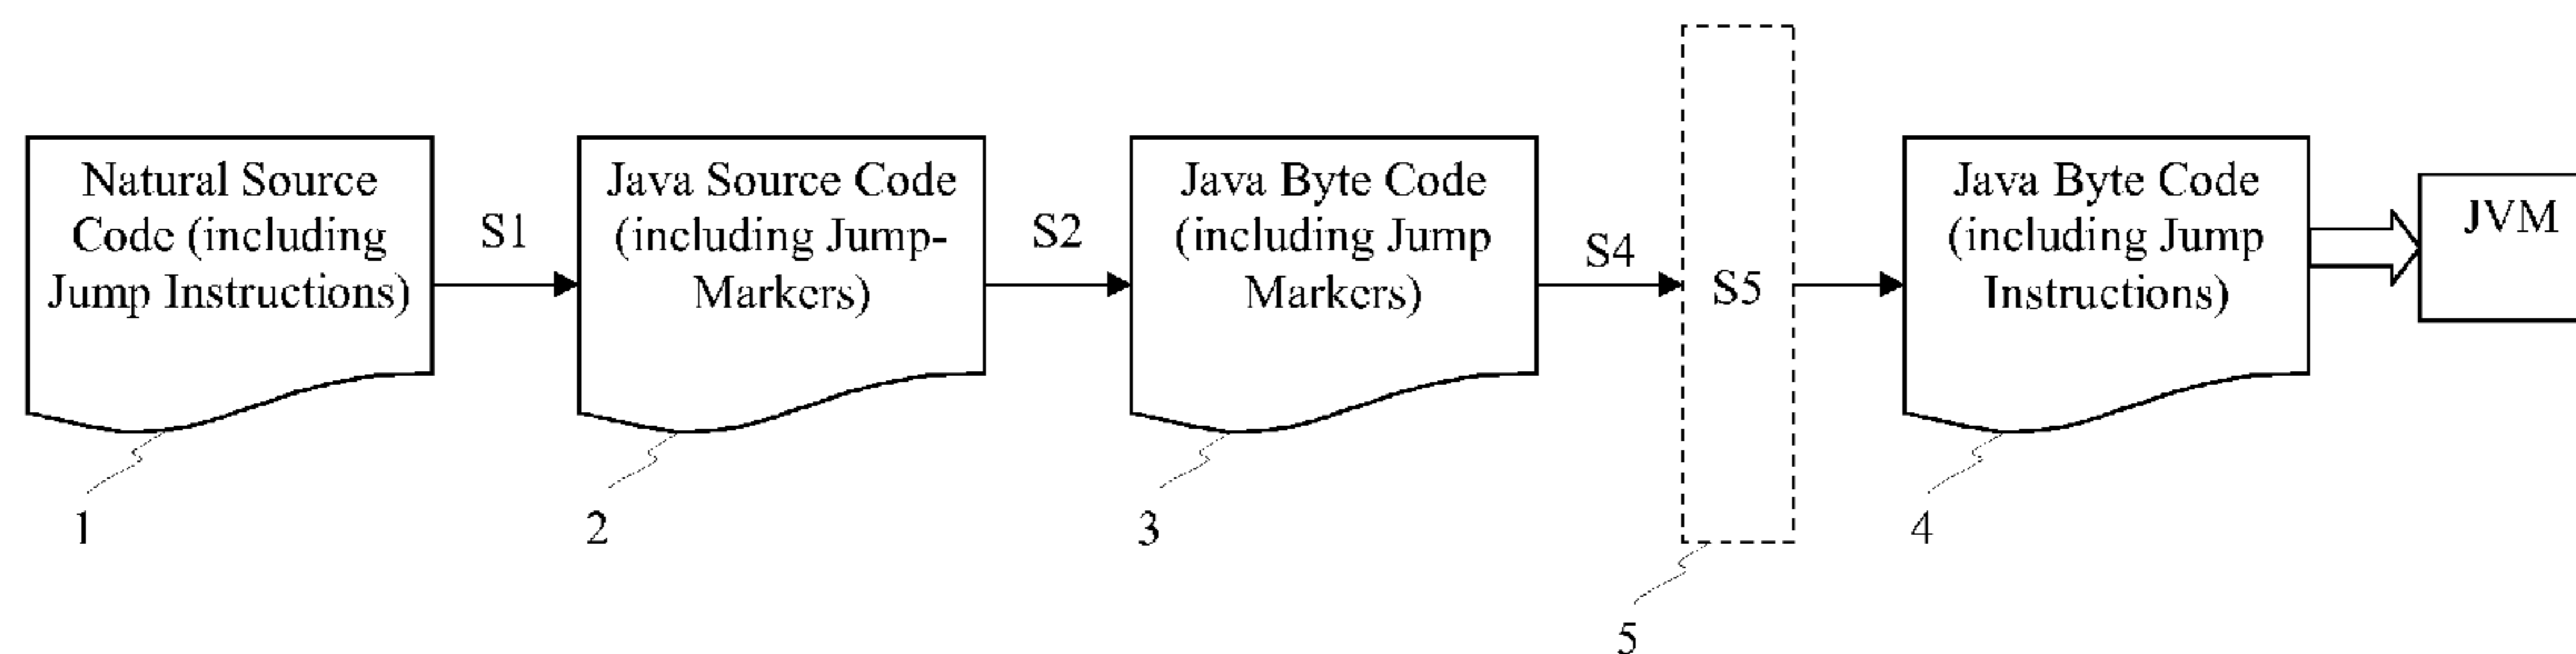 Natural Source
Code (including
Jump Instructions)
S1
Java Source Code
(including Jump-
Markers)
S2
Java Byte Code
(including Jump
Markers)
S4
S5
Java Byte Code
(including Jump
Instructions)
JVM
1
2
3
4
5